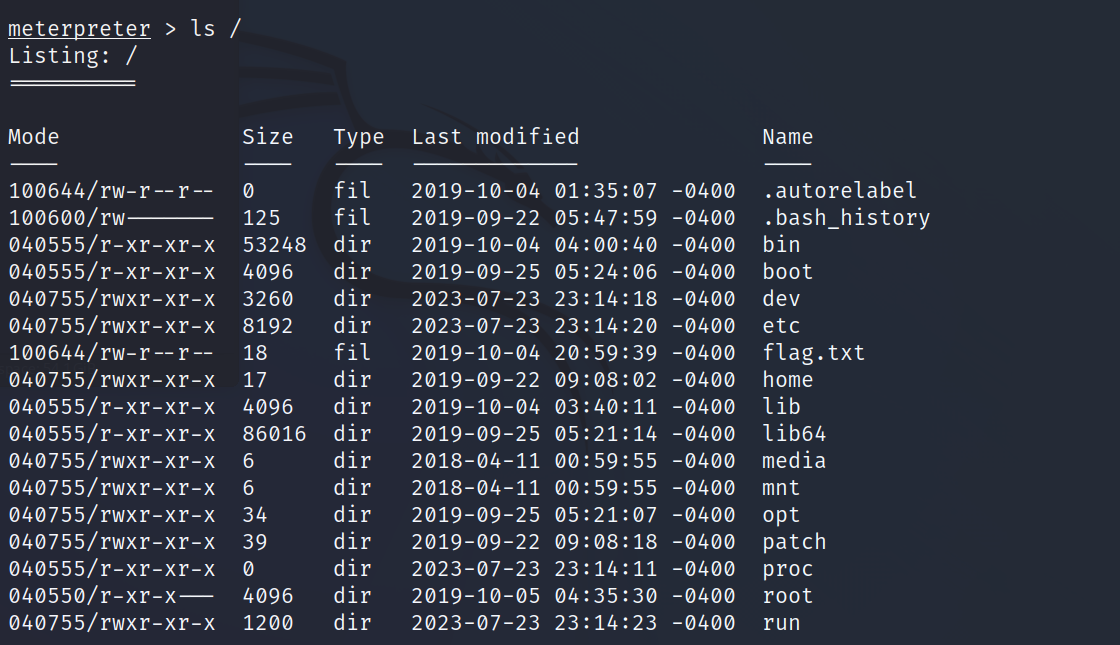 meterpreter > ls /
Listing: /
==========
Mode Size Type Last modified Name
---- ---- ---- ------------- ----
100644/rw-r--r-- 0 fil 2019-10-04 01:35:07 -0400 .autorelabel
100600/rw------- 125 fil 2019-09-22 05:47:59 -0400 .bash_history
040555/r-xr-xr-x 53248 dir 2019-10-04 04:00:40 -0400 bin
040555/r-xr-xr-x 4096 dir 2019-09-25 05:24:06 -0400 boot
040755/rwxr-xr-x 3260 dir 2023-07-23 23:14:18 -0400 dev
040755/rwxr-xr-x 8192 dir 2023-07-23 23:14:20 -0400 etc
100644/rw-r--r-- 18 fil 2019-10-04 20:59:39 -0400 flag.txt
040755/rwxr-xr-x 17 dir 2019-09-22 09:08:02 -0400 home
040555/r-xr-xr-x 4096 dir 2019-10-04 03:40:11 -0400 lib
040555/r-xr-xr-x 86016 dir 2019-09-25 05:21:14 -0400 lib64
040755/rwxr-xr-x 6 dir 2018-04-11 00:59:55 -0400 media
040755/rwxr-xr-x 6 dir 2018-04-11 00:59:55 -0400 mnt
040755/rwxr-xr-x 34 dir 2019-09-25 05:21:07 -0400 opt
040755/rwxr-xr-x 39 dir 2019-09-22 09:08:18 -0400 patch
040555/r-xr-xr-x 0 dir 2023-07-23 23:14:11 -0400 proc
040550/r-xr-x--- 4096 dir 2019-10-05 04:35:30 -0400 root
040755/rwxr-xr-x 1200 dir 2023-07-23 23:14:23 -0400 run